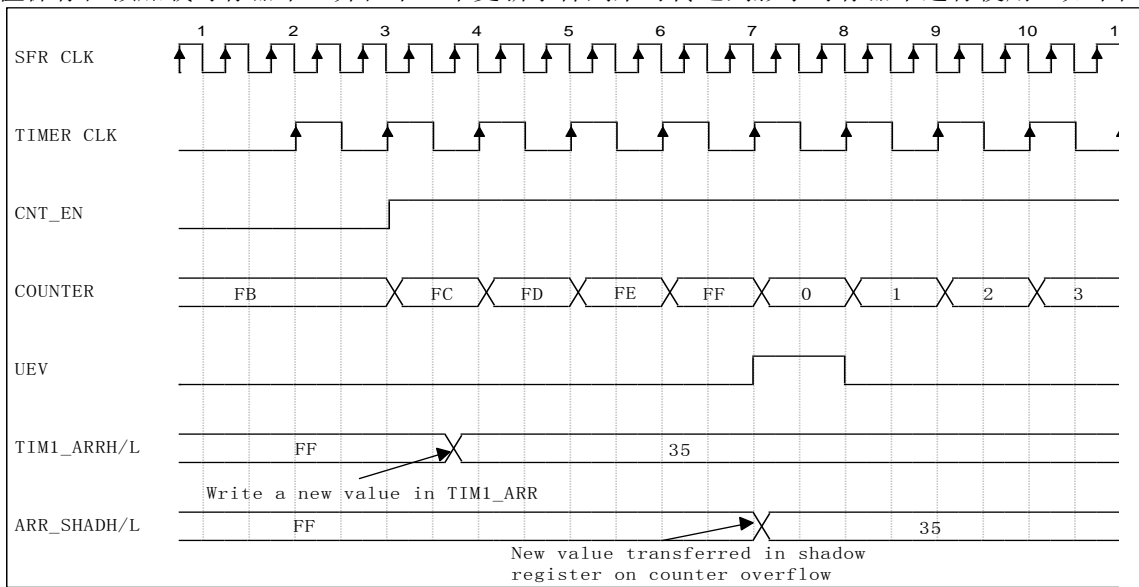 1 2 3 4 5 6 7 8 9 10 1
SFR CLK
TIMER CLK
CNT_EN
COUNTER FB FC FD FE FF 0 1 2 3
UEV
TIM1_ARRH/L FF 35
Write a new value in TIM1_ARR
ARR_SHADH/L FF 35
New value transferred in shadow
register on counter overflow